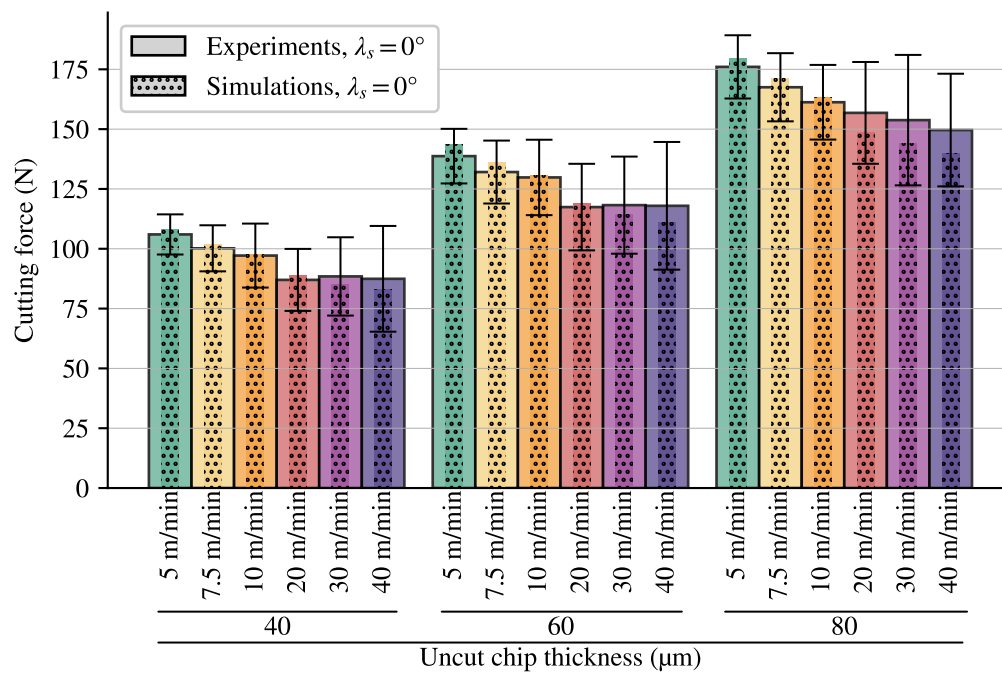 Experiments, λs = 0°
Simulations, λs = 0°
Cutting force (N)
175
150
125
100
75
50
25
0
5 m/min
7.5 m/min
10 m/min
20 m/min
30 m/min
40 m/min
5 m/min
7.5 m/min
10 m/min
20 m/min
30 m/min
40 m/min
5 m/min
7.5 m/min
10 m/min
20 m/min
30 m/min
40 m/min
40
60
80
Uncut chip thickness (µm)